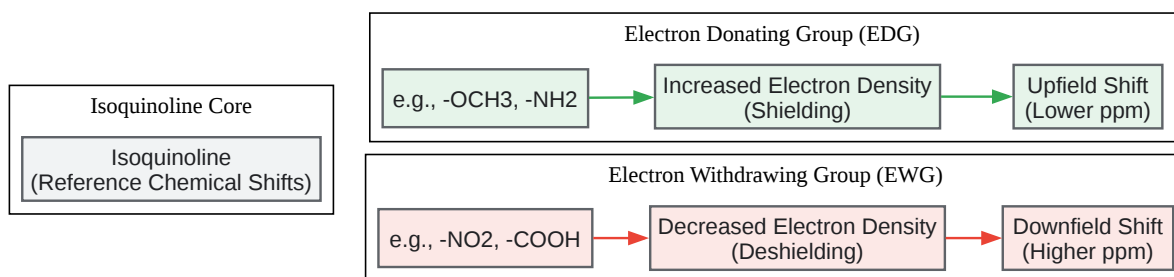 Isoquinoline Core
Isoquinoline
(Reference Chemical Shifts)
Electron Donating Group (EDG)
e.g., -OCH3, -NH2
Increased Electron Density
(Shielding)
Upfield Shift
(Lower ppm)
Electron Withdrawing Group (EWG)
e.g., -NO2, -COOH
Decreased Electron Density
(Deshielding)
Downfield Shift
(Higher ppm)